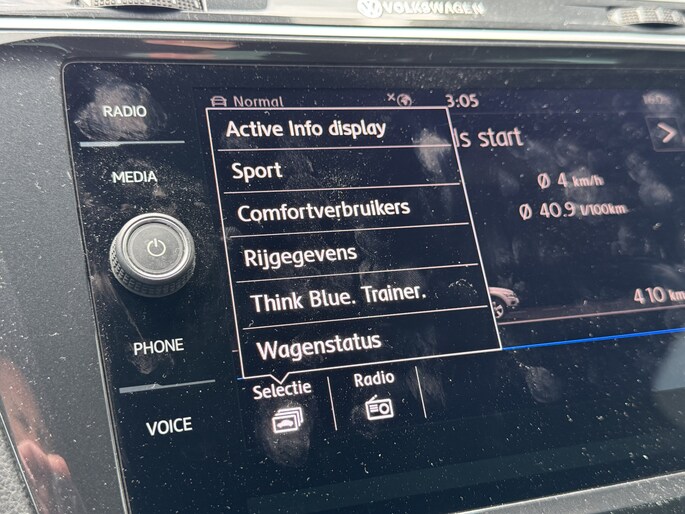 VOLKSWAGEN
RADIO
MEDIA
PHONE
VOICE
Normal
3:05
Active Info display
Sport
Comfortverbruikers
Rijgegevens
Think Blue. Trainer.
Wagenstatus
ls start
Ø 4 km/h
Ø 40.9 l/100km
410 km
Selectie
Radio